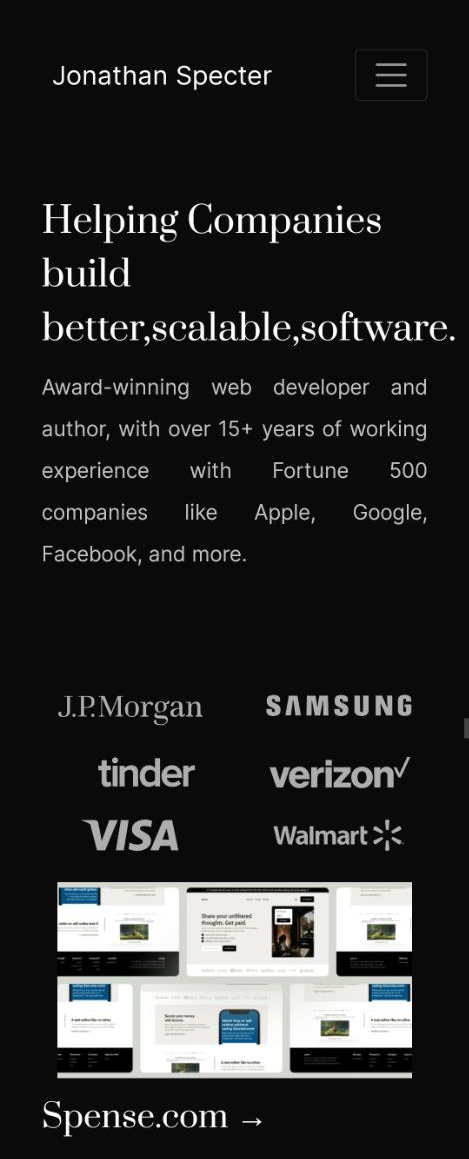 Jonathan Specter
Helping Companies
build
better,scalable,software.
Award-winning web developer and
author, with over 15+ years of working
experience with Fortune 500
companies like Apple, Google,
Facebook, and more.
J.P.Morgan SAMSUNG
tinder verizon✓
VISA Walmart
Share your unfiltered
thoughts. Get paid.
Spense.com →